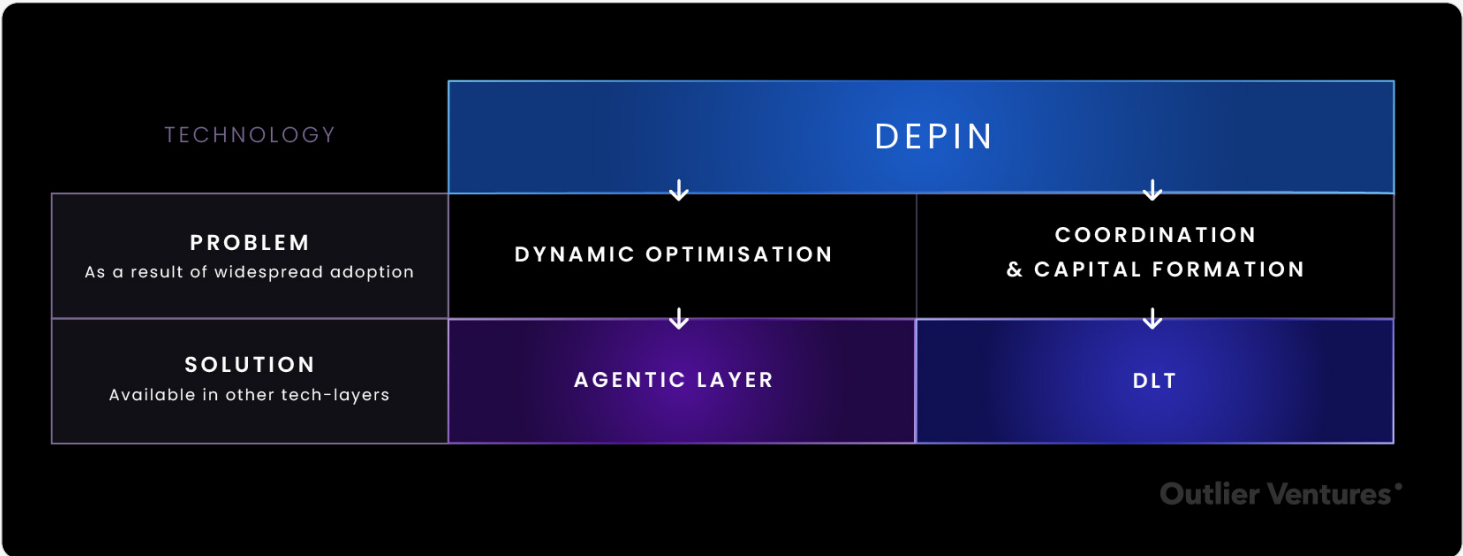 TECHNOLOGY
DEPIN
PROBLEM
As a result of widespread adoption
DYNAMIC OPTIMISATION
COORDINATION
& CAPITAL FORMATION
SOLUTION
Available in other tech-layers
AGENTIC LAYER
DLT
Outlier Ventures